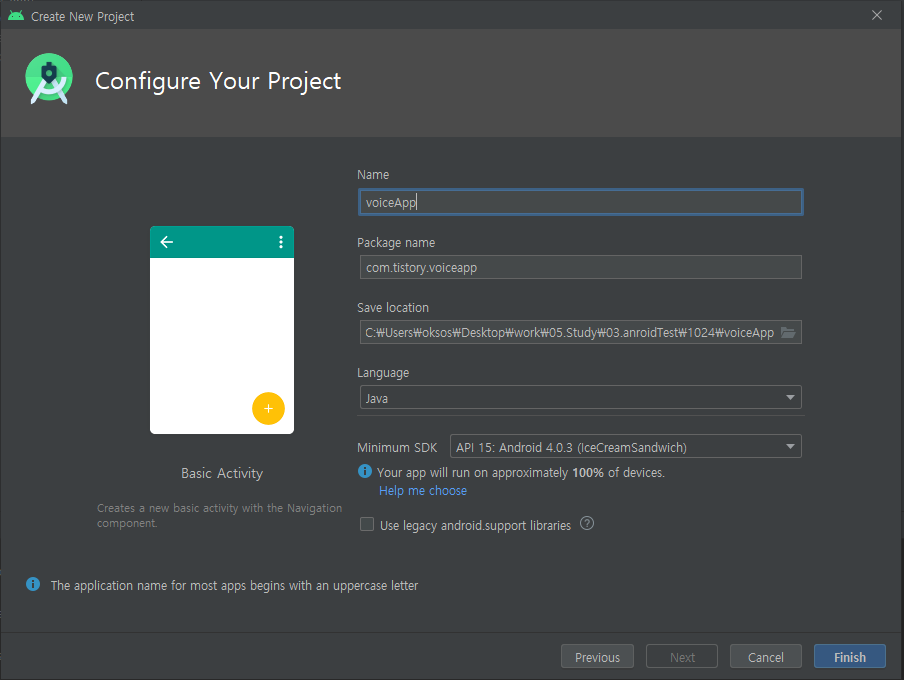 Create New Project
Configure Your Project
Name
voiceApp
Package name
com.tistory.voiceapp
Save location
C:₩Users₩oksos₩Desktop₩work₩05.Study₩03.anroidTest₩1024₩voiceApp
Language
Java
Minimum SDK
API 15: Android 4.0.3 (IceCreamSandwich)
Your app will run on approximately 100% of devices.
Help me choose
Use legacy android.support libraries
Basic Activity
Creates a new basic activity with the Navigation
component.
The application name for most apps begins with an uppercase letter
Previous
Next
Cancel
Finish